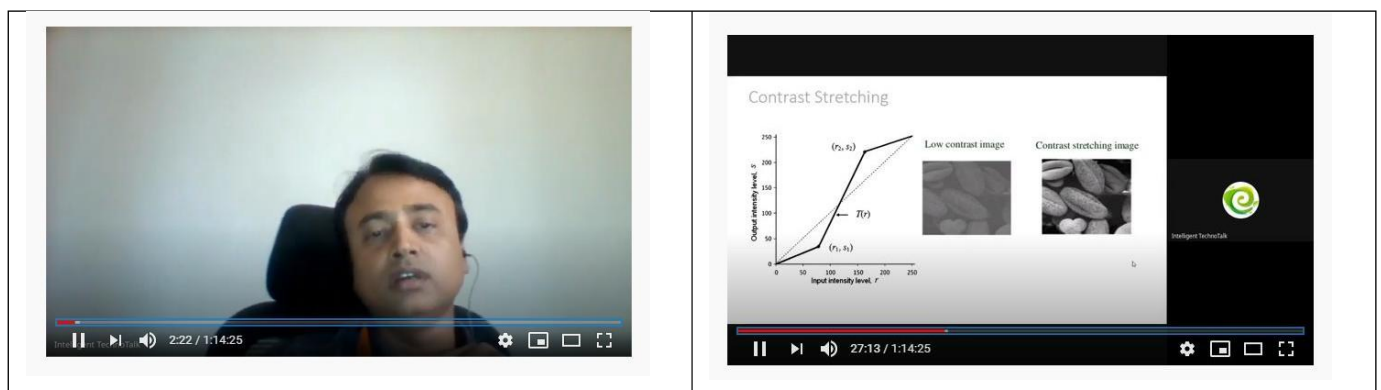 Intelligent TechnoTalk
2:22 / 1:14:25
Contrast Stretching
250
200
150
100
50
0
Output intensity level, s
(r₂, s₂)
T(r)
(r₁, s₁)
0 50 100 150 200 250
Input intensity level, r
Low contrast image
Contrast stretching image
Intelligent TechnoTalk
27:13 / 1:14:25